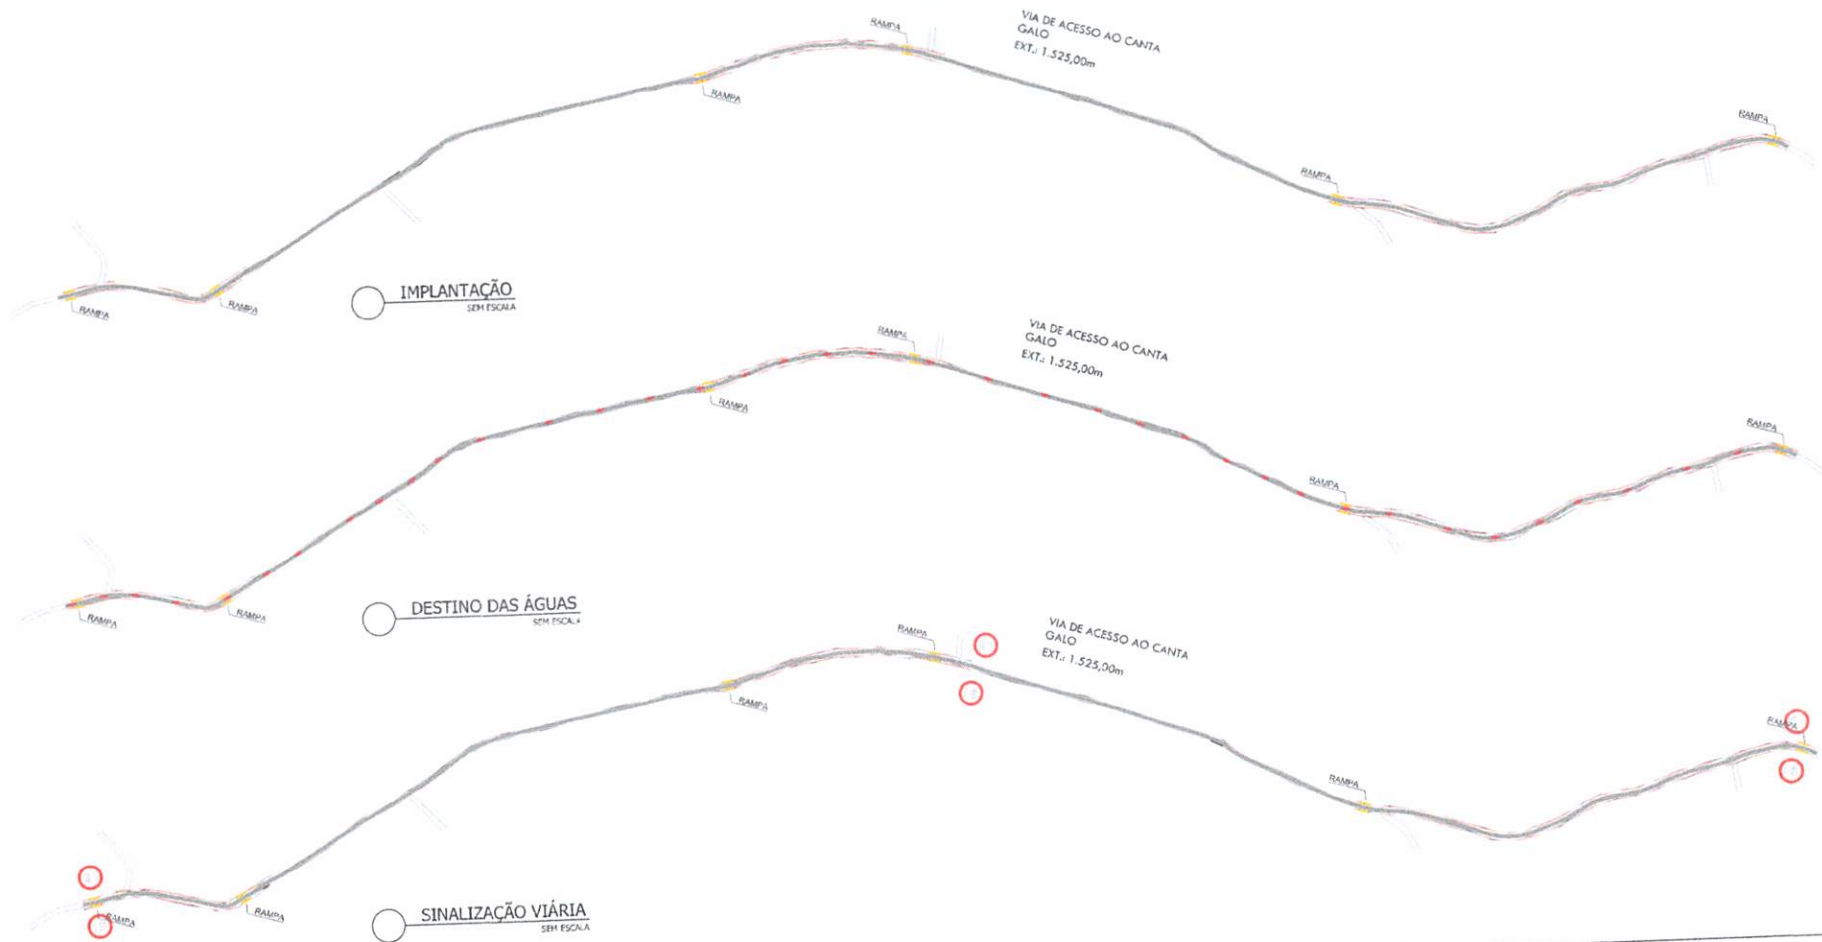 RAMPA
VIA DE ACESSO AO CANTA
GALO
EXT.: 1.525,00m
RAMPA
RAMPA
RAMPA
RAMPA
RAMPA
IMPLANTAÇÃO
SEM ESCALA
RAMPA
VIA DE ACESSO AO CANTA
GALO
EXT.: 1.525,00m
RAMPA
RAMPA
RAMPA
RAMPA
RAMPA
DESTINO DAS ÁGUAS
SEM ESCALA
RAMPA
VIA DE ACESSO AO CANTA
GALO
EXT.: 1.525,00m
RAMPA
RAMPA
RAMPA
RAMPA
RAMPA
SINALIZAÇÃO VIÁRIA
SEM ESCALA